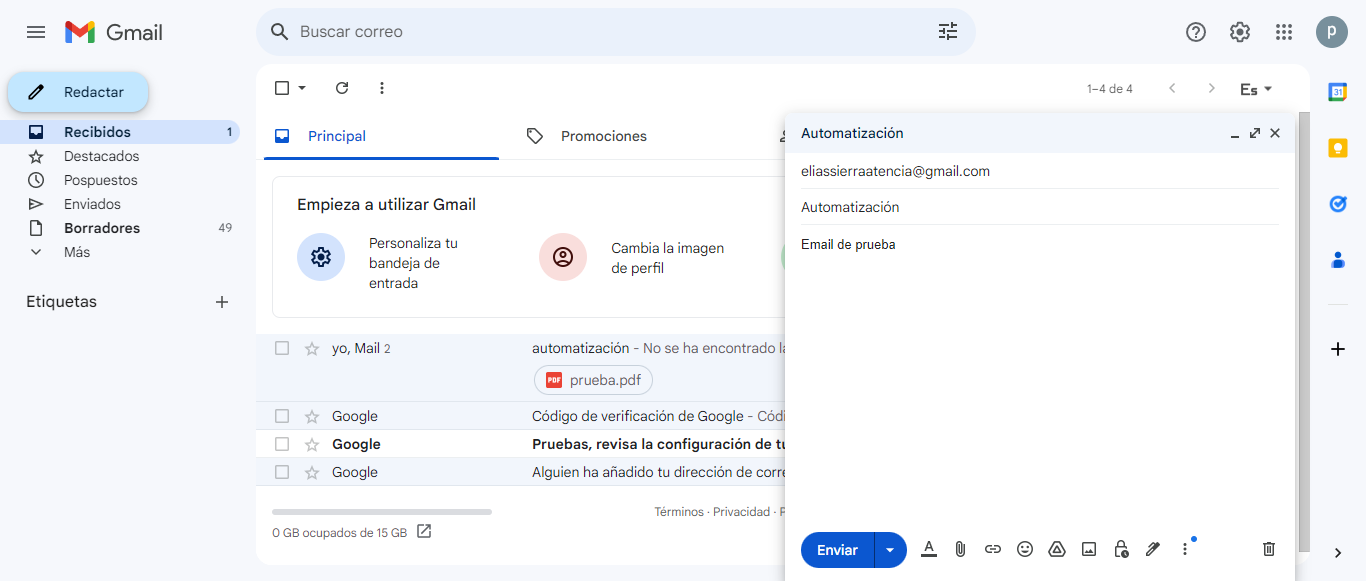 Gmail
Buscar correo
p
Redactar
Recibidos 1
Destacados
Pospuestos
Enviados
Borradores 49
Más
Etiquetas
1–4 de 4
Es
Principal
Promociones
Empieza a utilizar Gmail
Personaliza tu
bandeja de
entrada
Cambia la imagen
de perfil
yo, Mail 2 automatización - No se ha encontrado la
PDF prueba.pdf
Google Código de verificación de Google - Códi
Google Pruebas, revisa la configuración de tu
Google Alguien ha añadido tu dirección de corre
Términos · Privacidad · P
0 GB ocupados de 15 GB
Automatización
eliassierraatencia@gmail.com
Automatización
Email de prueba
Enviar
A
31